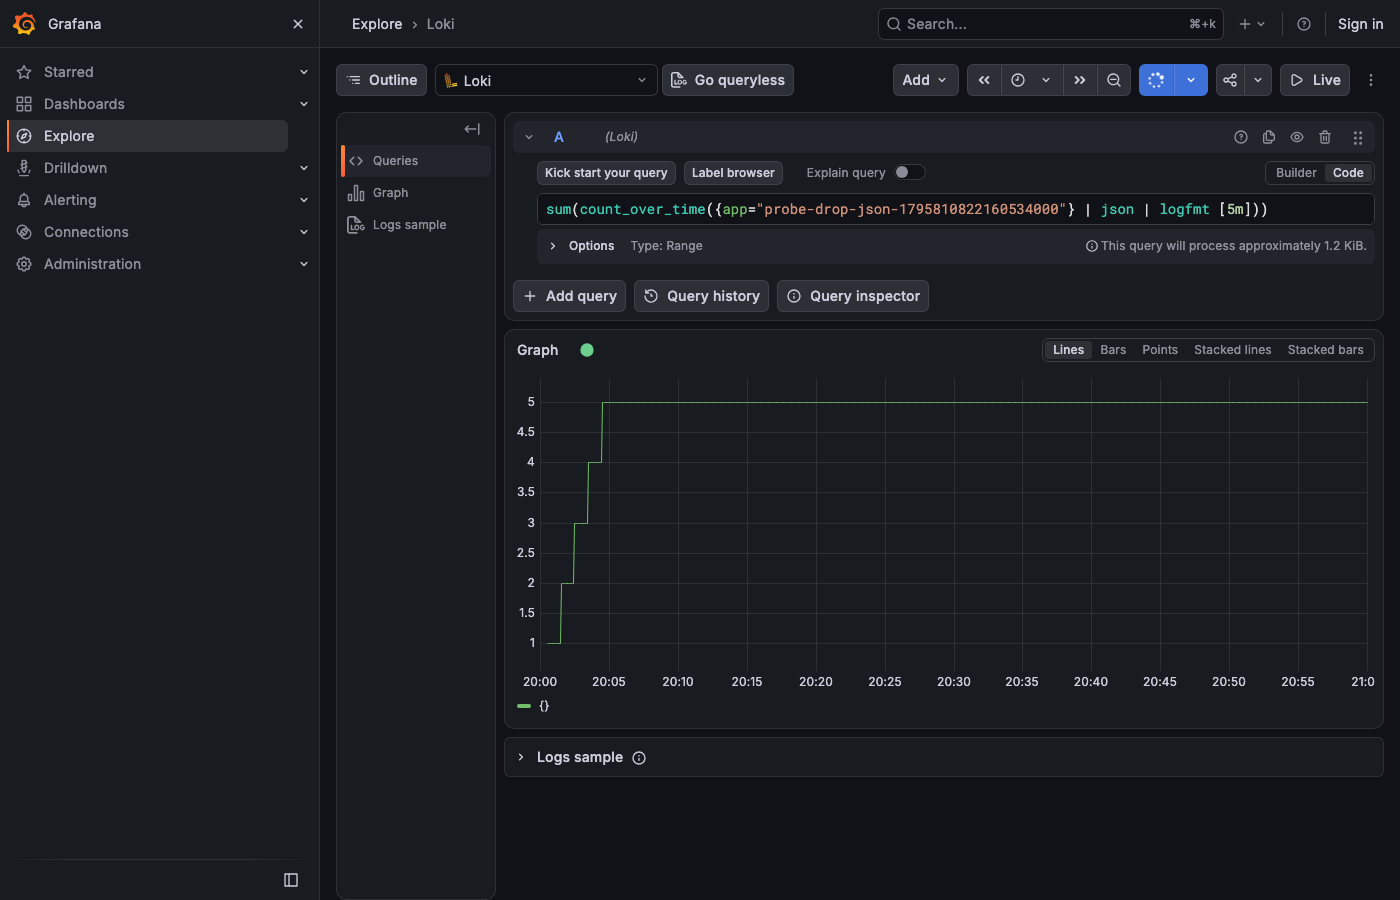 Grafana
Explore › Loki
Search...
⌘+k
Sign in
Starred
Dashboards
Explore
Drilldown
Alerting
Connections
Administration
Outline
Loki
Go queryless
Add
Live
Queries
Graph
Logs sample
A (Loki)
Kick start your query
Label browser
Explain query
Builder
Code
sum(count_over_time({app="probe-drop-json-1795810822160534000"} | json | logfmt [5m]))
Options Type: Range
This query will process approximately 1.2 KiB.
Add query
Query history
Query inspector
Graph
Lines
Bars
Points
Stacked lines
Stacked bars
5
4.5
4
3.5
3
2.5
2
1.5
1
20:00 20:05 20:10 20:15 20:20 20:25 20:30 20:35 20:40 20:45 20:50 20:55 21:0
{}
Logs sample